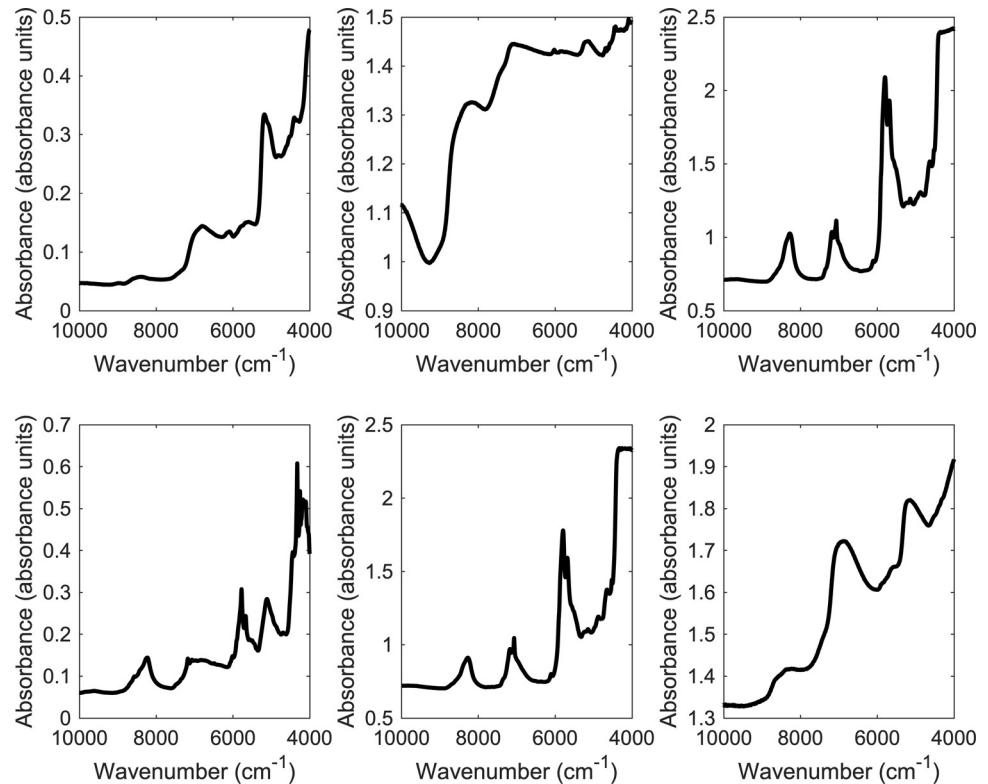 Absorbance (absorbance units)
0.5
0.4
0.3
0.2
0.1
0
10000 8000 6000 4000
Wavenumber (cm⁻¹)
Absorbance (absorbance units)
1.5
1.4
1.3
1.2
1.1
1
0.9
10000 8000 6000 4000
Wavenumber (cm⁻¹)
Absorbance (absorbance units)
2.5
2
1.5
1
0.5
10000 8000 6000 4000
Wavenumber (cm⁻¹)
Absorbance (absorbance units)
0.7
0.6
0.5
0.4
0.3
0.2
0.1
0
10000 8000 6000 4000
Wavenumber (cm⁻¹)
Absorbance (absorbance units)
2.5
2
1.5
1
0.5
10000 8000 6000 4000
Wavenumber (cm⁻¹)
Absorbance (absorbance units)
2
1.9
1.8
1.7
1.6
1.5
1.4
1.3
10000 8000 6000 4000
Wavenumber (cm⁻¹)